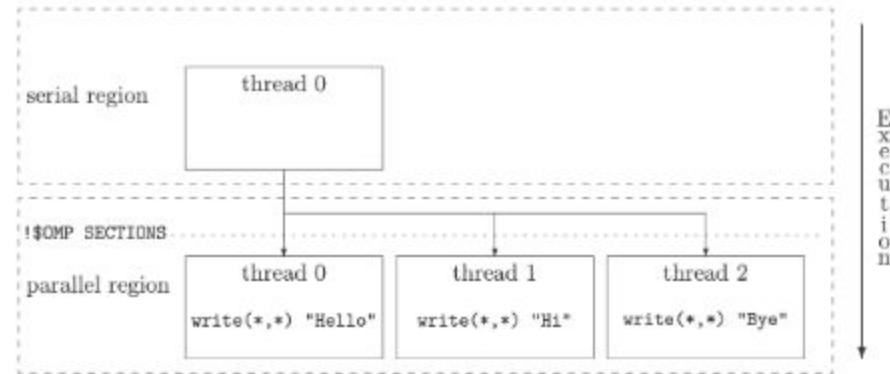 thread 0
serial region
Execution
!$OMP SECTIONS
thread 0
thread 1
thread 2
parallel region
write(*,*) "Hello"
write(*,*) "Hi"
write(*,*) "Bye"